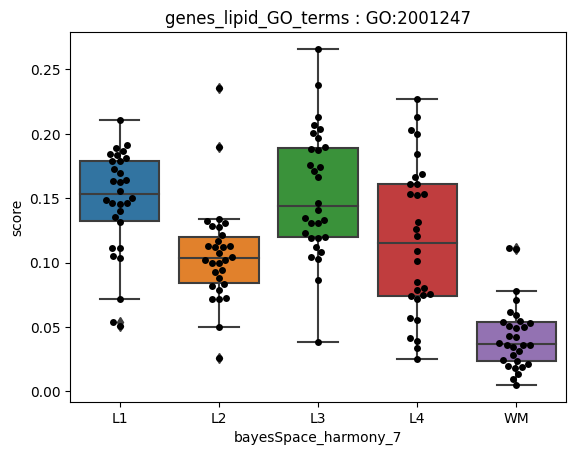 genes_lipid_GO_terms : GO:2001247
score
0.25
0.20
0.15
0.10
0.05
0.00
L1 L2 L3 L4 WM
bayesSpace_harmony_7